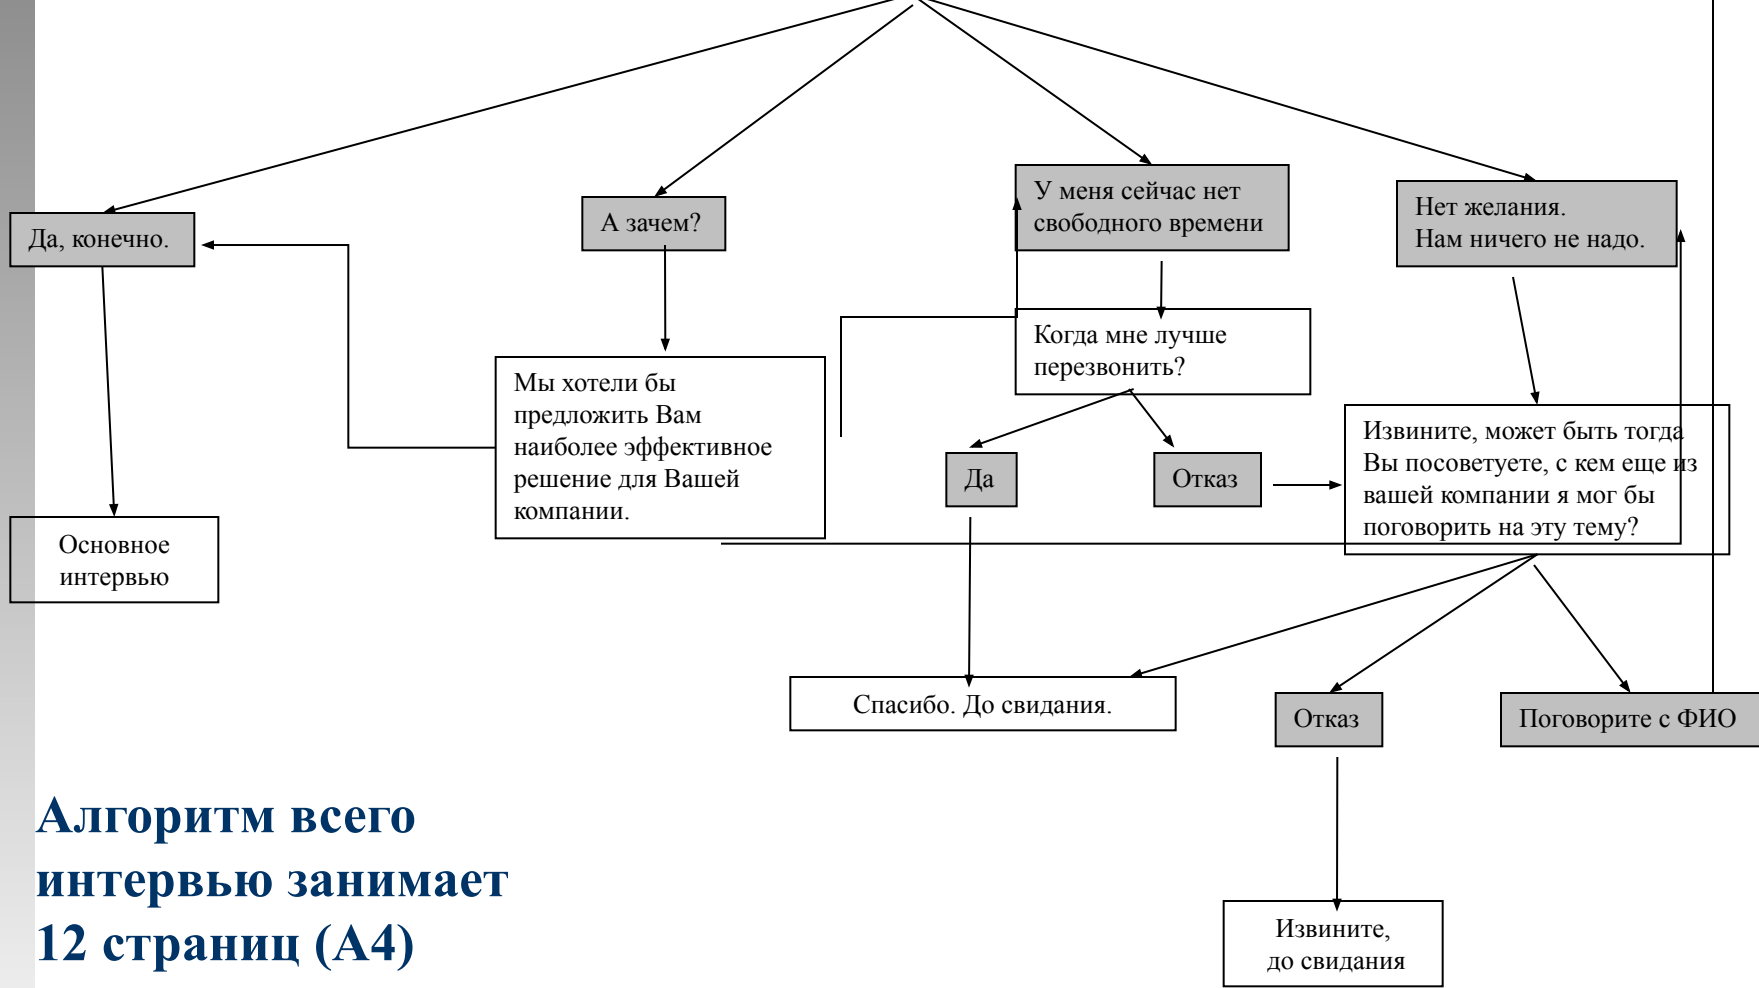 У меня сейчас нет
свободного времени
Нет желания.
Нам ничего не надо.
А зачем?
Да, конечно.
Когда мне лучше
перезвонить?
Мы хотели бы
предложить Вам
наиболее эффективное
решение для Вашей
компании.
Извините, может быть тогда
Вы посоветуете, с кем еще из
вашей компании я мог бы
поговорить на эту тему?
Да
Отказ
Основное
интервью
Спасибо. До свидания.
Отказ
Поговорите с ФИО
Алгоритм всего
интервью занимает
12 страниц (А4)
Извините,
до свидания